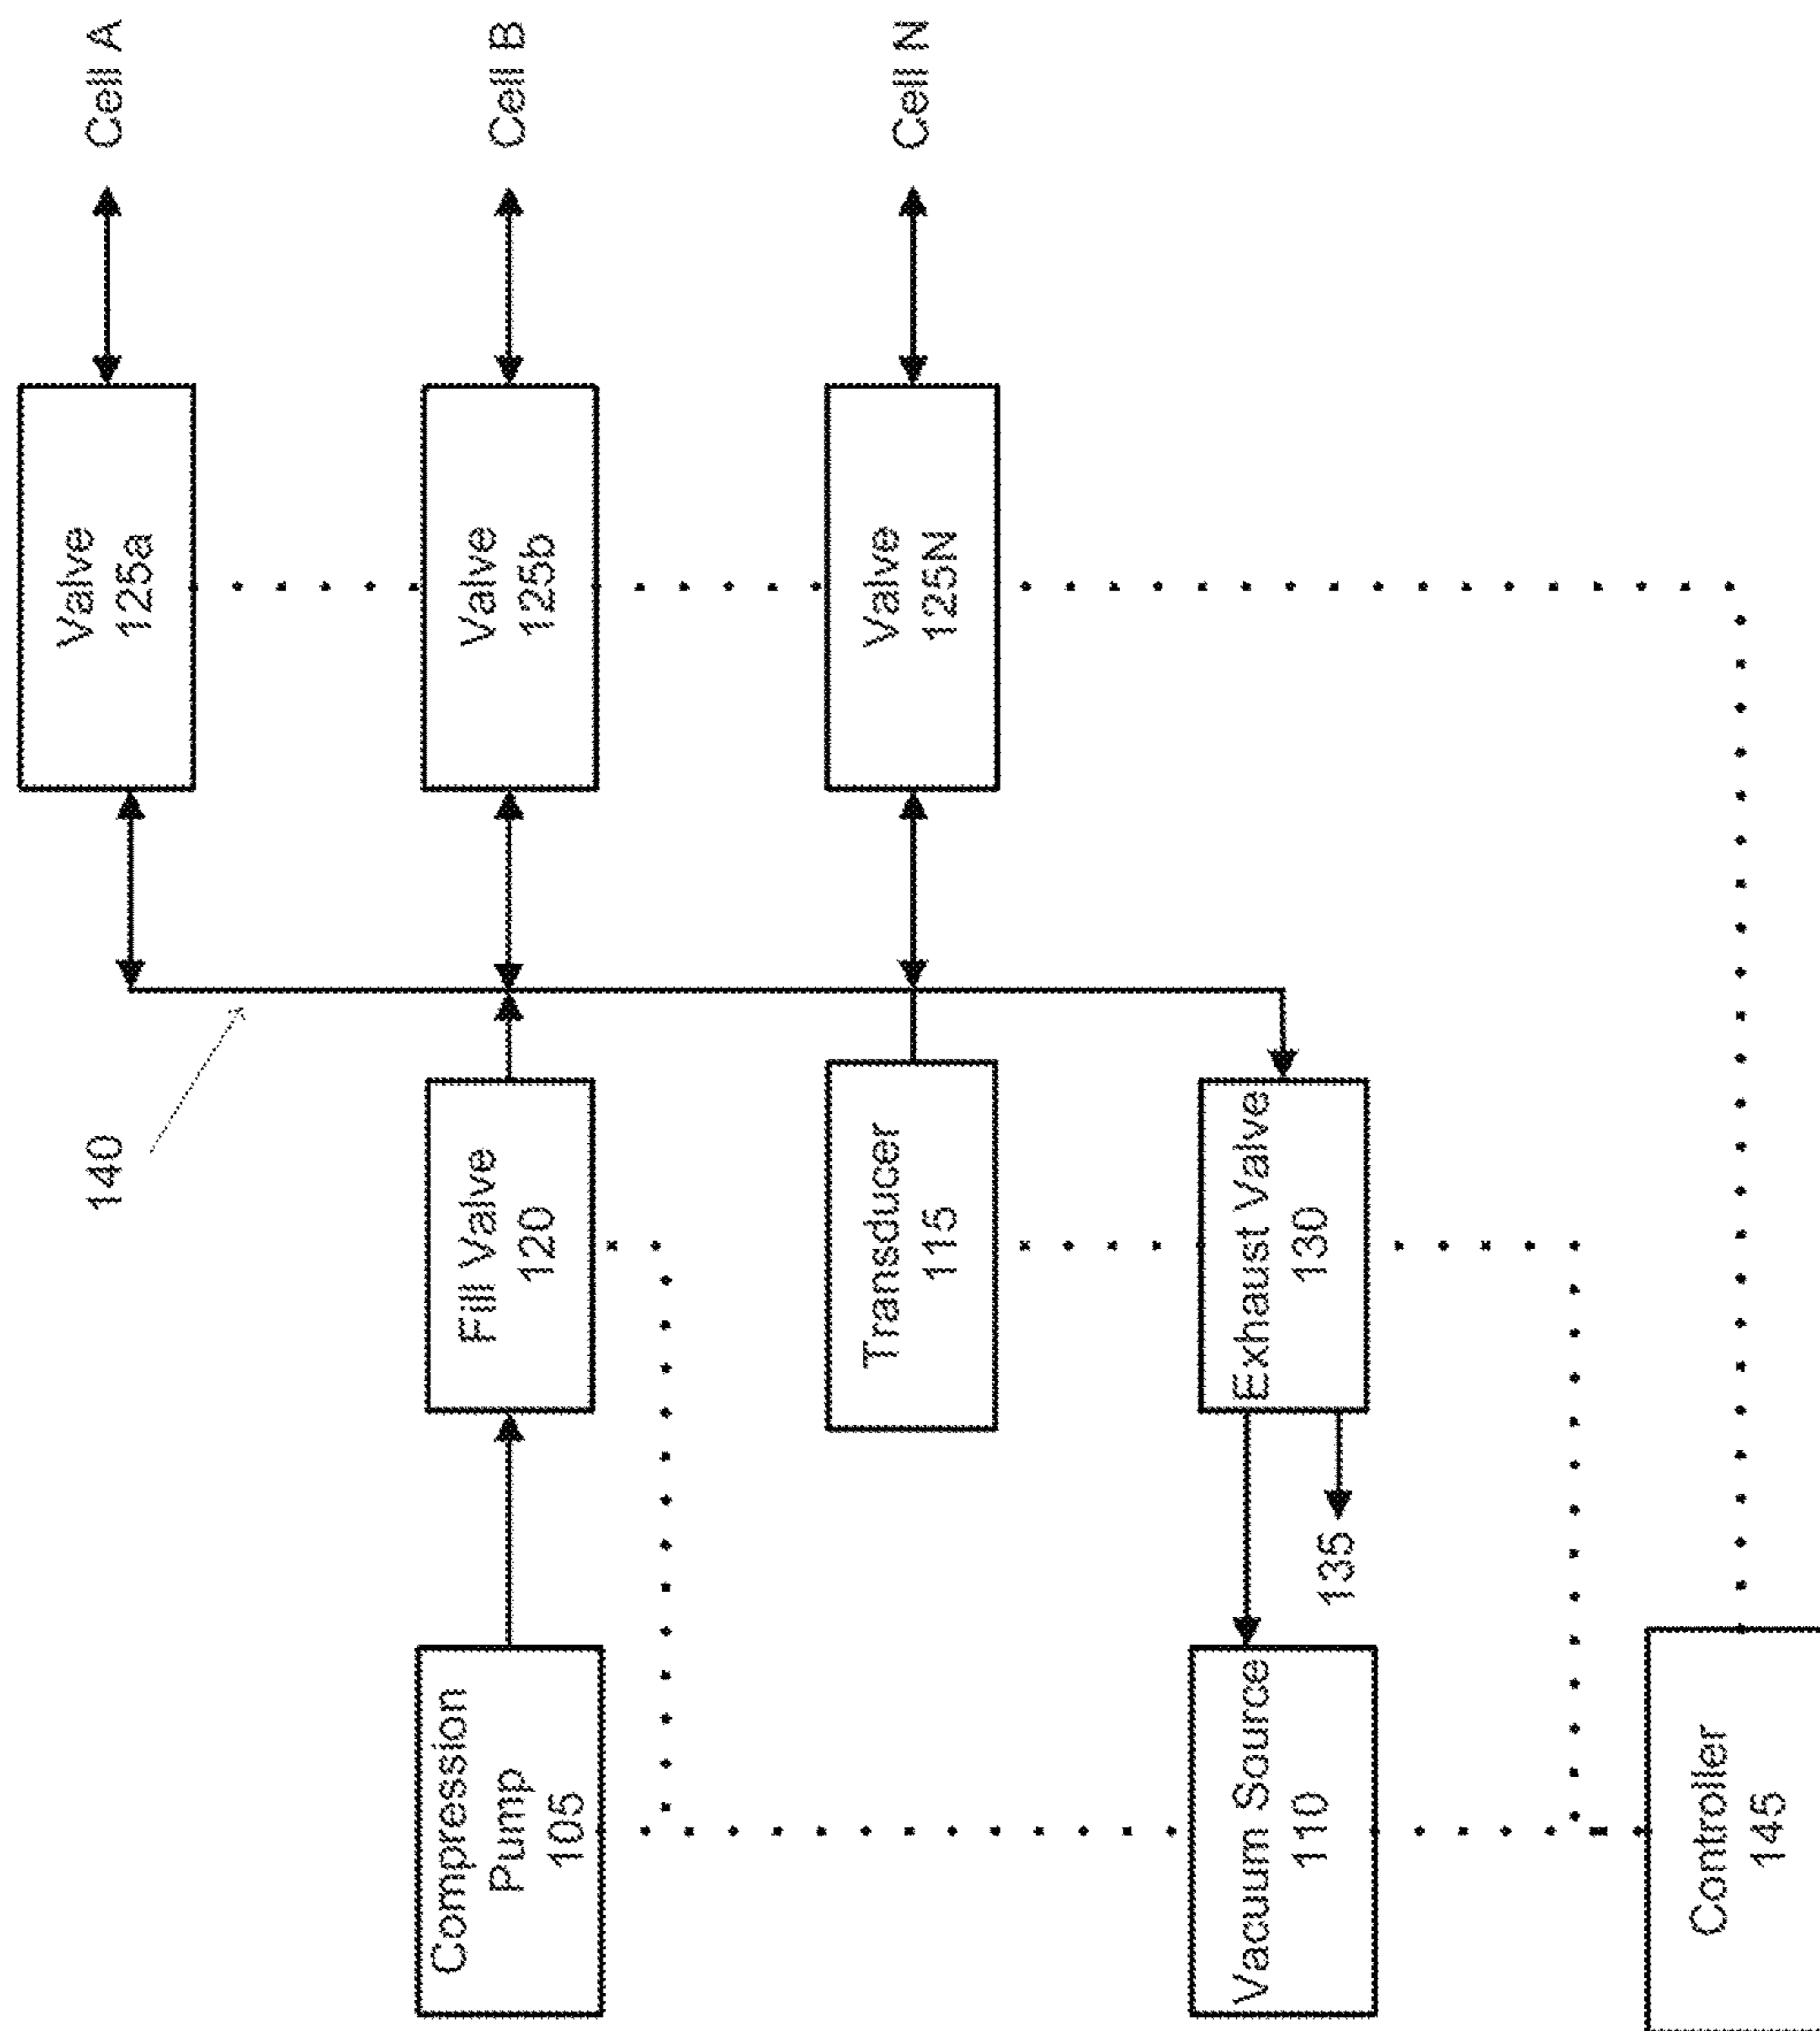 Cell A
Valve
125a
Cell B
Valve
125b
Cell N
Valve
125N
140
Compression
Pump
105
Fill Valve
120
Transducer
115
Vacuum Source
110
135
Exhaust Valve
130
Controller
145